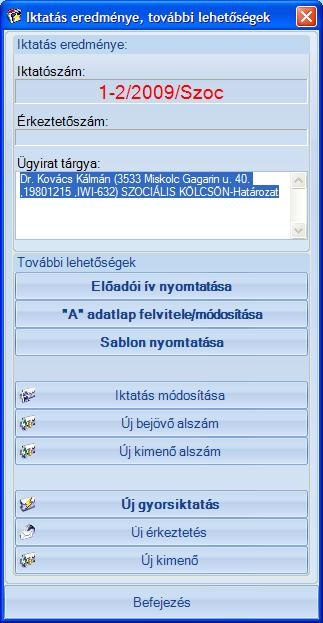 Iktatás eredménye, további lehetőségek
Iktatás eredménye:
Iktatószám:
1-2/2009/Szoc
Érkeztetőszám:
Ügyirat tárgya:
Dr. Kovács Kálmán (3533 Miskolc Gagarin u. 40.
,19801215 ,IWI-632) SZOCIÁLIS KÖLCSÖN-Határozat
További lehetőségek
Előadói ív nyomtatása
"A" adatlap felvitele/módosítása
Sablon nyomtatása
Iktatás módosítása
Új bejövő alszám
Új kimenő alszám
Új gyorsiktatás
Új érkeztetés
Új kimenő
Befejezés